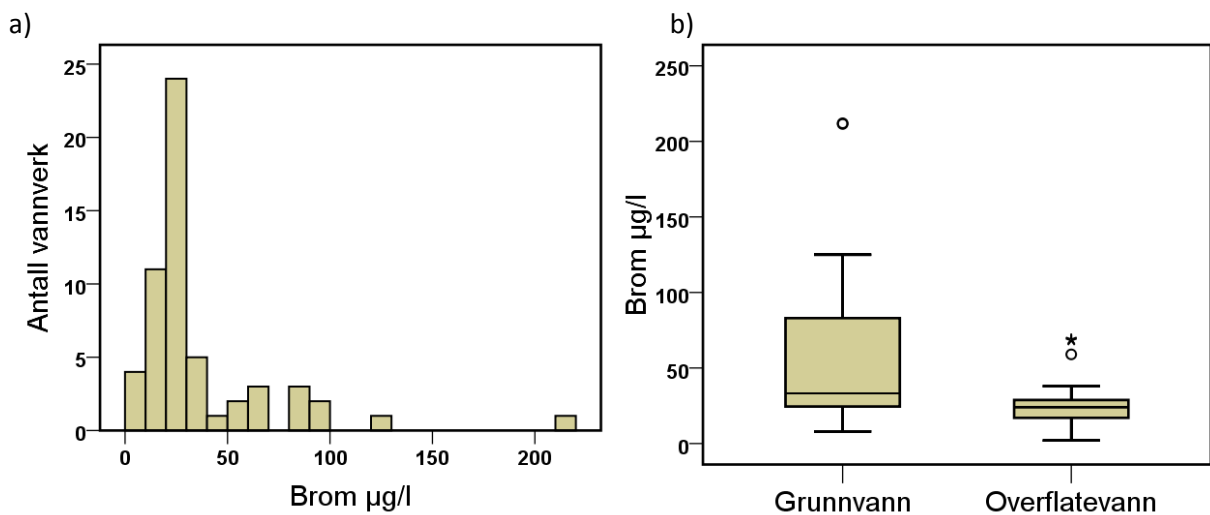 a)
25
20
15
10
5
0
Antall vannverk
0 50 100 150 200
Brom µg/l
b)
250
200
150
100
50
0
Brom µg/l
Grunnvann Overflatevann